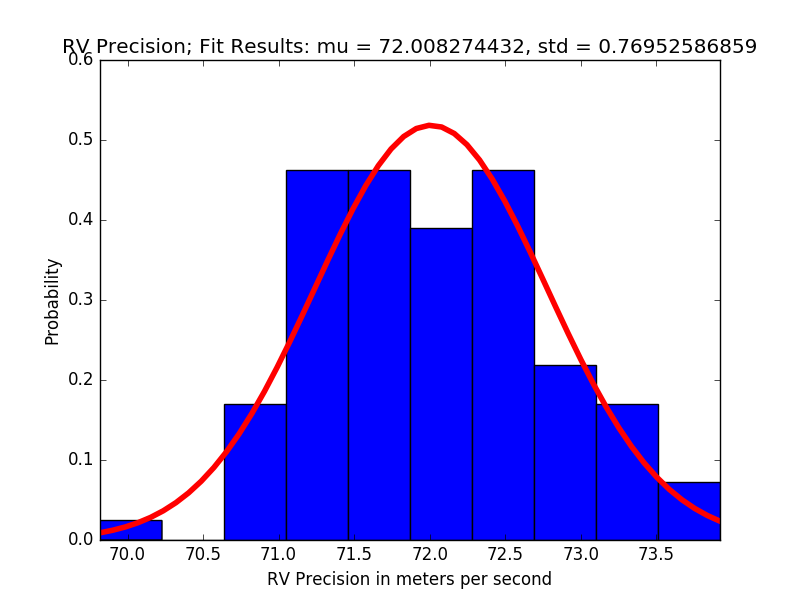 RV Precision; Fit Results: mu = 72.008274432, std = 0.76952586859
0.6
0.5
0.4
0.3
0.2
0.1
0.0
Probability
70.0 70.5 71.0 71.5 72.0 72.5 73.0 73.5
RV Precision in meters per second